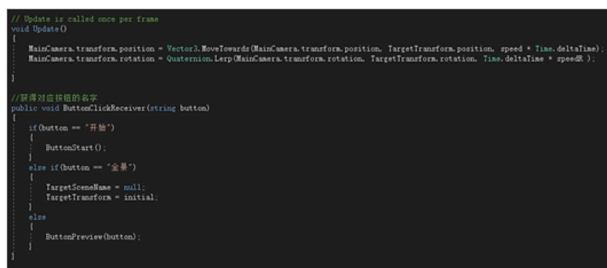 // Update is called once per frame
void Update()
{
MainCamera.transform.position = Vector3.MoveTowards(MainCamera.transform.position, TargetTransform.position, speed * Time.deltaTime);
MainCamera.transform.rotation = Quaternion.Lerp(MainCamera.transform.rotation, TargetTransform.rotation, Time.deltaTime * speedR );
}
//获得对应按钮的名字
public void ButtonClickReceiver(string button)
{
if(button == "开始")
{
ButtonStart();
}
else if(button == "全景")
{
TargetSceneName = null;
TargetTransform = initial;
}
else
{
ButtonPreview(button);
}
}